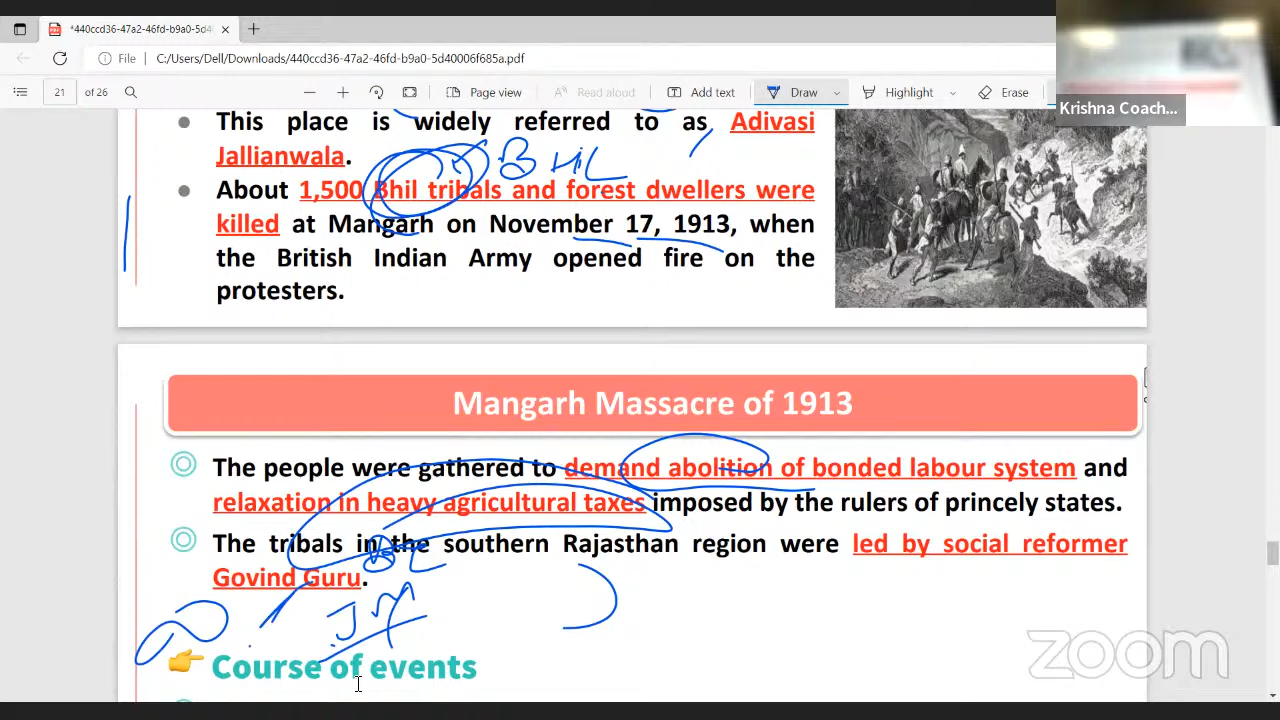 *440ccd36-47a2-46fd-b9a0-5d4
File
C:/Users/Dell/Downloads/440ccd36-47a2-46fd-b9a0-5d40006f685a.pdf
21 of 26
Page view
Read aloud
Add text
Draw
Highlight
Erase
Krishna Coach...
This place is widely referred to as, Adivasi
Jallianwala.
BHIL
About 1,500 Bhil tribals and forest dwellers were
killed at Mangarh on November 17, 1913, when
the British Indian Army opened fire on the
protesters.
Mangarh Massacre of 1913
The people were gathered to demand abolition of bonded labour system and
relaxation in heavy agricultural taxes imposed by the rulers of princely states.
The tribals in the southern Rajasthan region were led by social reformer
Govind Guru.
Course of events
zoom